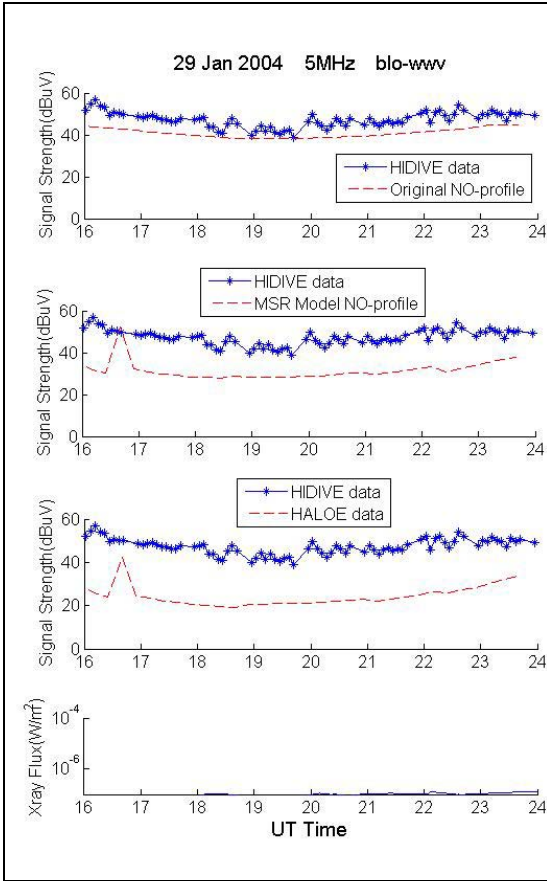 29 Jan 2004 5MHz blo-wwv
Signal Strength(dBuV)
60
40
20
0
HIDIVE data
Original NO-profile
16 17 18 19 20 21 22 23 24
Signal Strength(dBuV)
60
40
20
0
HIDIVE data
MSR Model NO-profile
16 17 18 19 20 21 22 23 24
Signal Strength(dBuV)
60
40
20
0
HIDIVE data
HALOE data
16 17 18 19 20 21 22 23 24
Xray Flux(W/m²)
10⁻⁴
10⁻⁶
16 17 18 19 20 21 22 23 24
UT Time